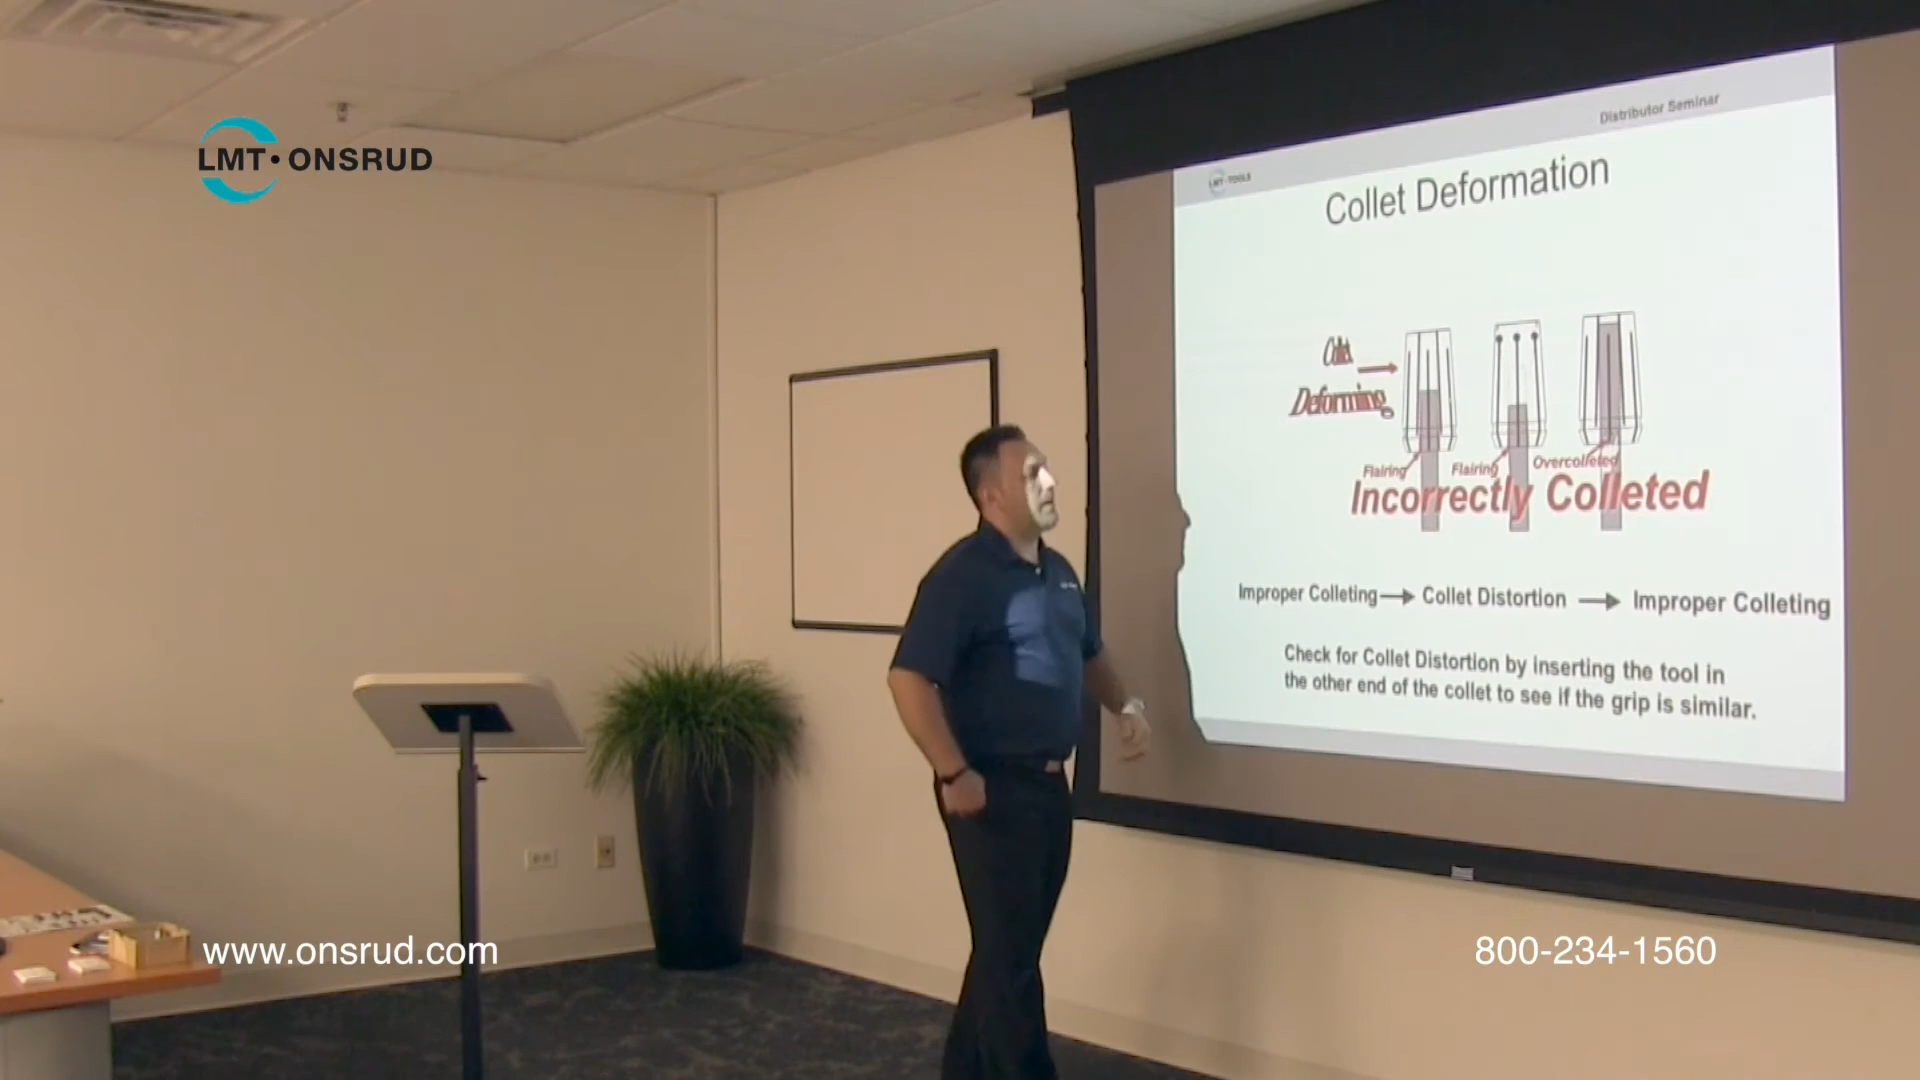 LMT • ONSRUD
Distributor Seminar
LMT • TOOLS
Collet Deformation
Collet
Deforming
Flairing
Flairing
Overcolleted
Incorrectly Colleted
Improper Colleting → Collet Distortion → Improper Colleting
Check for Collet Distortion by inserting the tool in
the other end of the collet to see if the grip is similar.
www.onsrud.com
800-234-1560